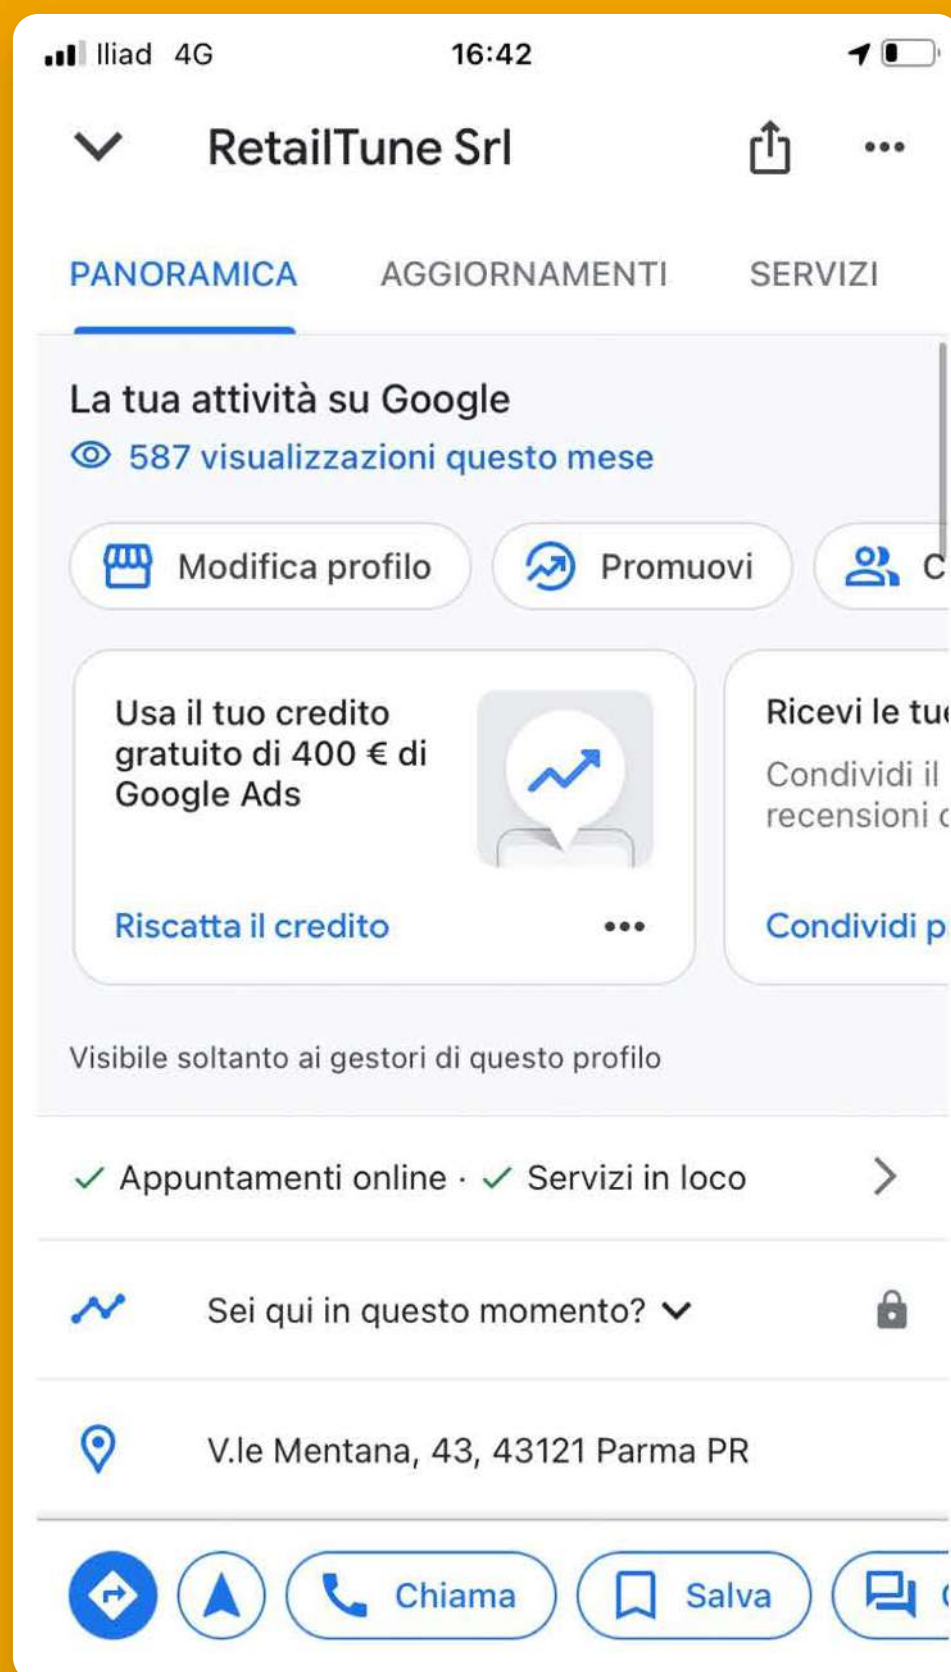 Iliad 4G 16:42
RetailTune Srl
PANORAMICA AGGIORNAMENTI SERVIZI
La tua attività su Google
587 visualizzazioni questo mese
Modifica profilo Promuovi C
Usa il tuo credito
gratuito di 400 € di
Google Ads
Riscatta il credito
Ricevi le tu
Condividi il
recensioni
Condividi p
Visibile soltanto ai gestori di questo profilo
Appuntamenti online · Servizi in loco
Sei qui in questo momento?
V.le Mentana, 43, 43121 Parma PR
Chiama Salva